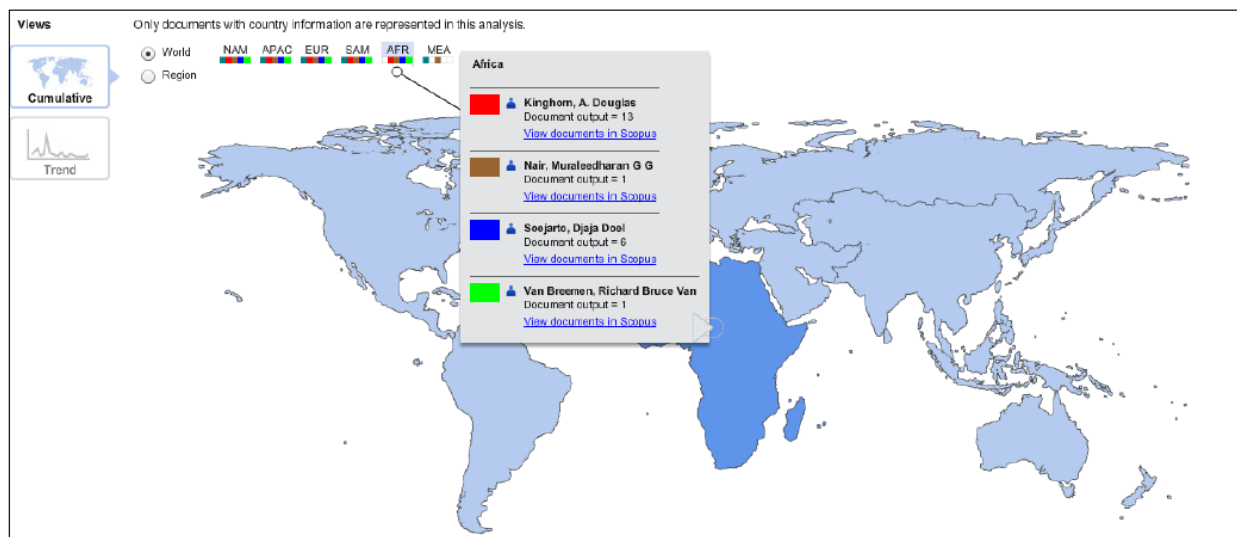 Views
Only documents with country information are represented in this analysis.
World
Region
NAM APAC EUR SAM AFR MEA
Cumulative
Trend
Africa
Kinghorn, A. Douglas
Document output = 13
View documents in Scopus
Nair, Muraleedharan G G
Document output = 1
View documents in Scopus
Soejarto, Djaja Doel
Document output = 6
View documents in Scopus
Van Breemen, Richard Bruce Van
Document output = 1
View documents in Scopus